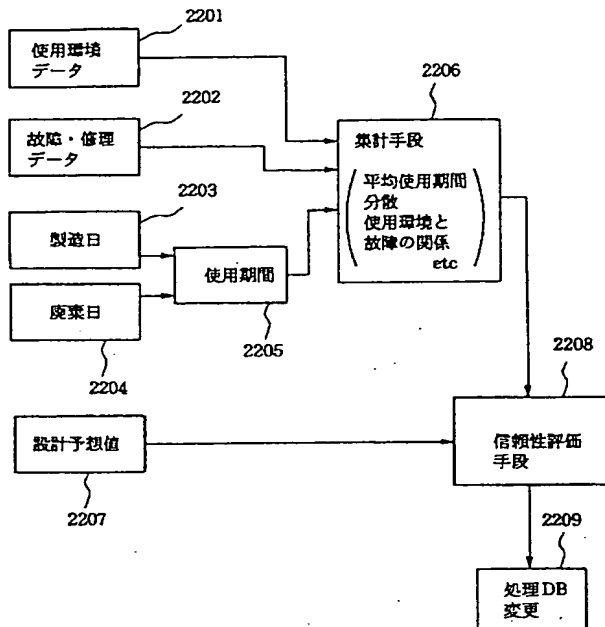 2201
使用環境
データ
2202
故障・修理
データ
2203
製造日
廃棄日
2204
使用期間
2205
2206
集計手段
平均使用期間
分散
使用環境と
故障の関係
etc
設計予想値
2207
2208
信頼性評価
手段
2209
処理DB
変更